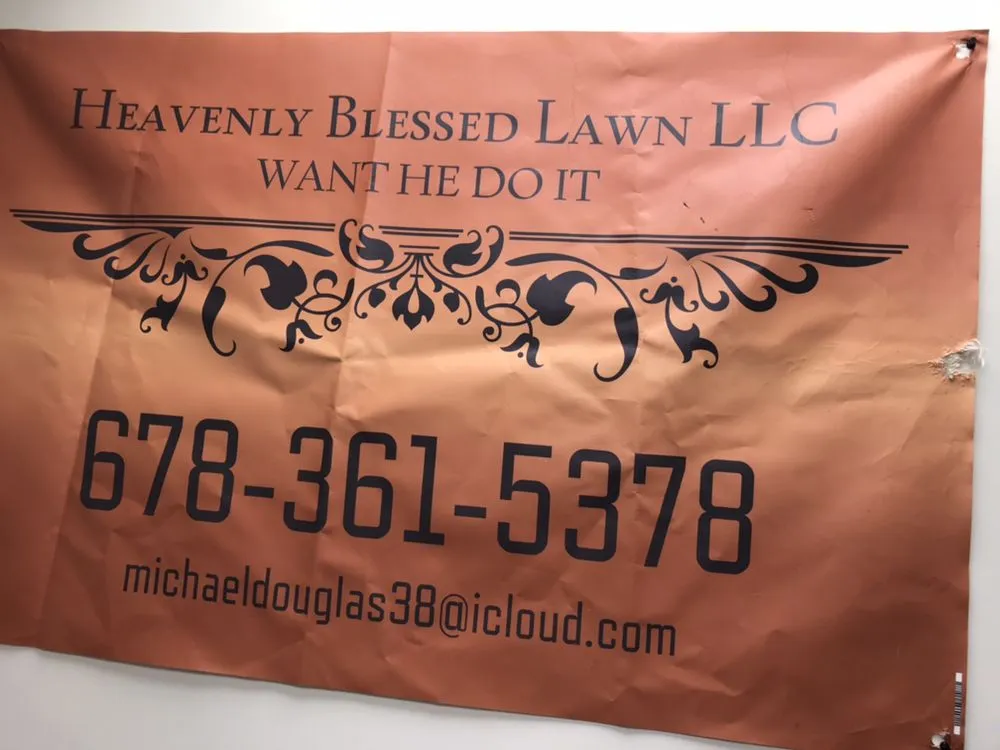 Heavenly Blessed Lawn LLC
WANT HE DO IT
678-361-5378
michaeldouglas38@icloud.com